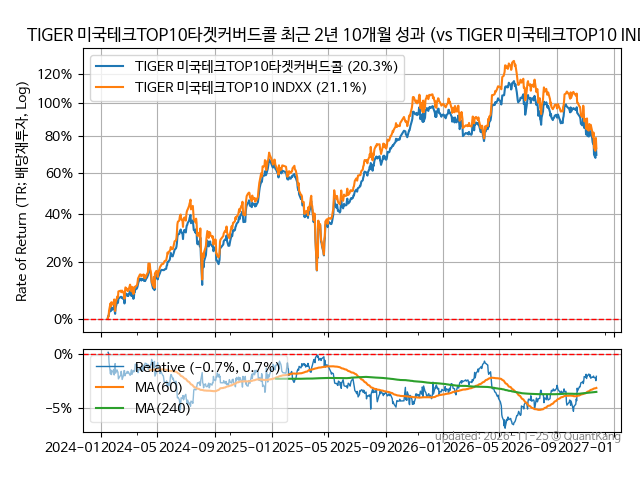 TIGER 미국테크TOP10타겟커버드콜 최근 2년 10개월 성과 (vs TIGER 미국테크TOP10 IN
Rate of Return (TR: 배당재투자, Log)
120%
100%
80%
60%
40%
20%
0%
TIGER 미국테크TOP10타겟커버드콜 (20.3%)
TIGER 미국테크TOP10 INDXX (21.1%)
0%
−5%
Relative (−0.7%, 0.7%)
MA(60)
MA(240)
updated: 2026-11-25 © QuantKang
2024-01 2024-05 2024-09 2025-01 2025-05 2025-09 2026-01 2026-05 2026-09 2027-01